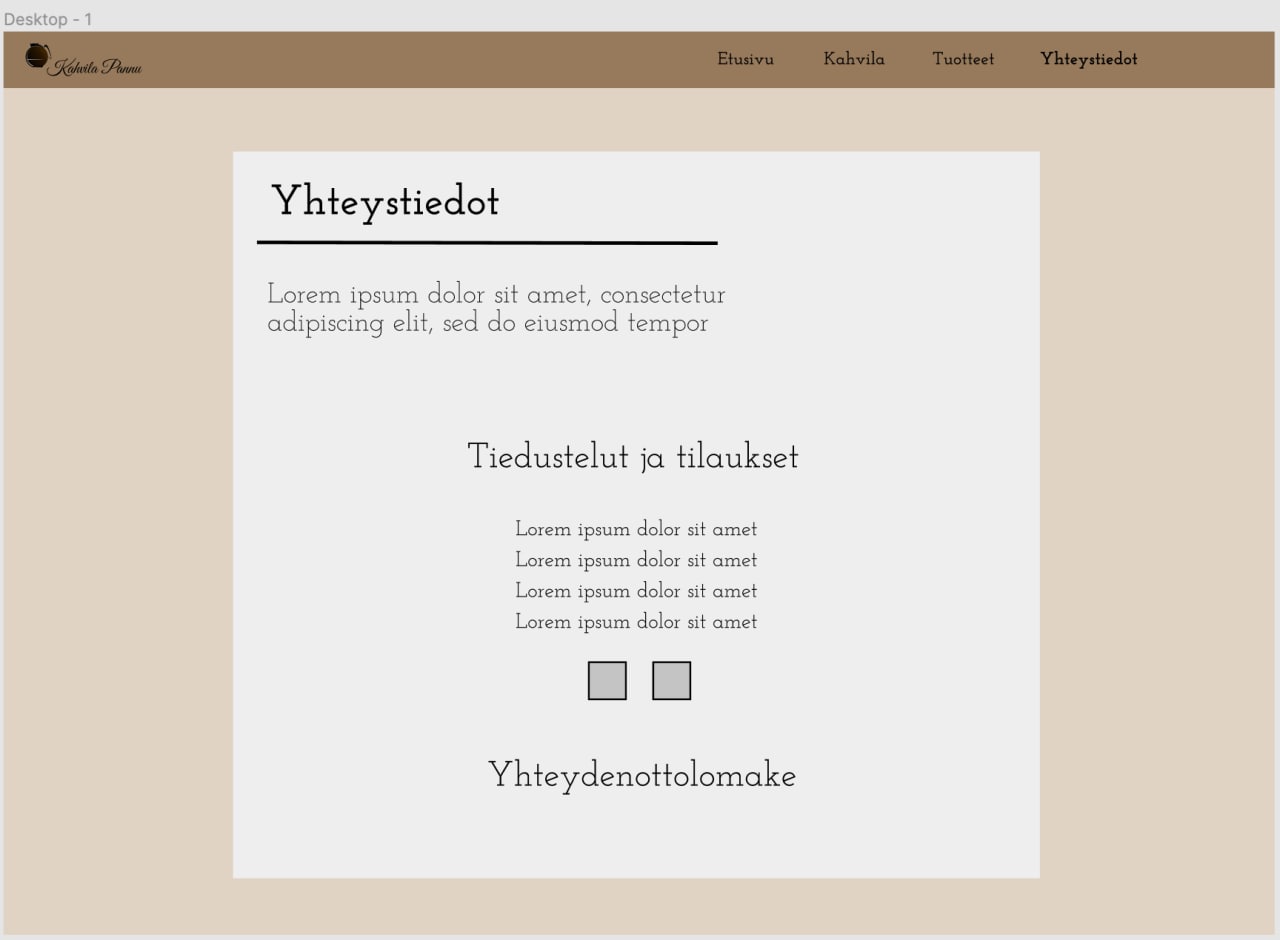 Desktop - 1
Kahvila Pannu
Etusivu Kahvila Tuotteet Yhteystiedot
Yhteystiedot
Lorem ipsum dolor sit amet, consectetur
adipiscing elit, sed do eiusmod tempor
Tiedustelut ja tilaukset
Lorem ipsum dolor sit amet
Lorem ipsum dolor sit amet
Lorem ipsum dolor sit amet
Lorem ipsum dolor sit amet
Yhteydenottolomake